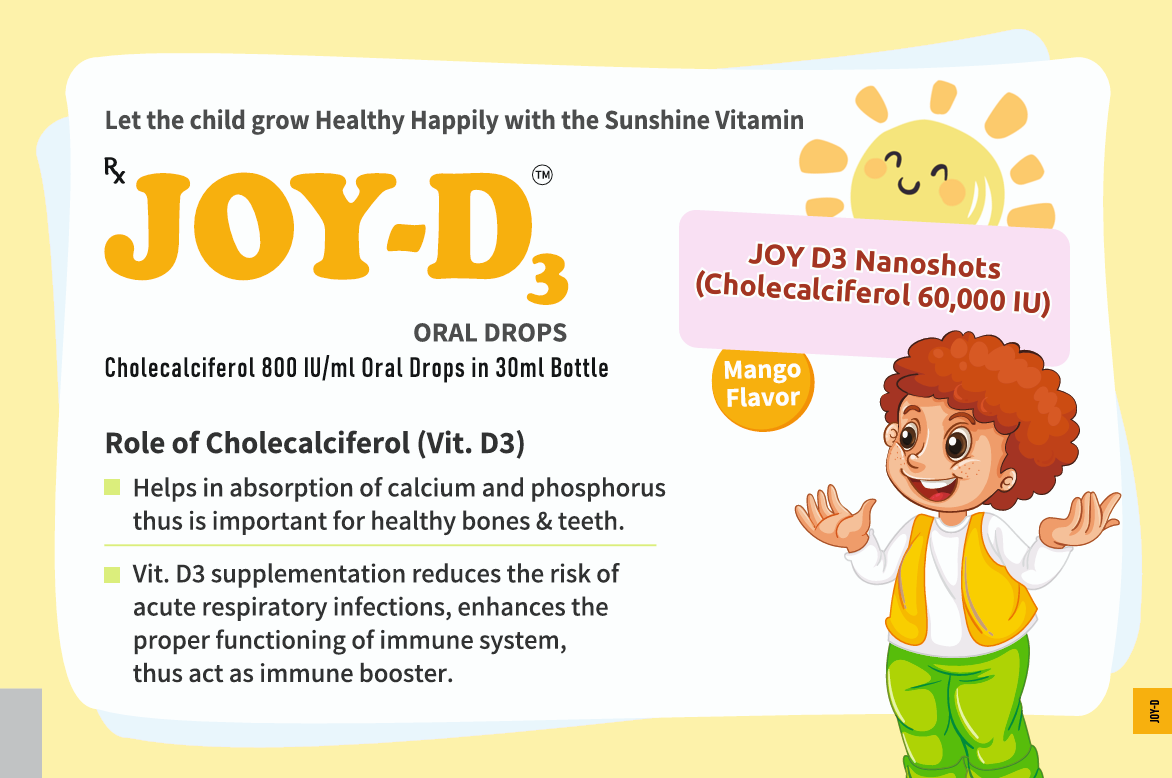 Let the child grow Healthy Happily with the Sunshine Vitamin
Rx JOY-D3 TM
ORAL DROPS
Cholecalciferol 800 IU/ml Oral Drops in 30ml Bottle
JOY D3 Nanoshots
(Cholecalciferol 60,000 IU)
Mango
Flavor
Role of Cholecalciferol (Vit. D3)
Helps in absorption of calcium and phosphorus
thus is important for healthy bones & teeth.
Vit. D3 supplementation reduces the risk of
acute respiratory infections, enhances the
proper functioning of immune system,
thus act as immune booster.
JOY-D